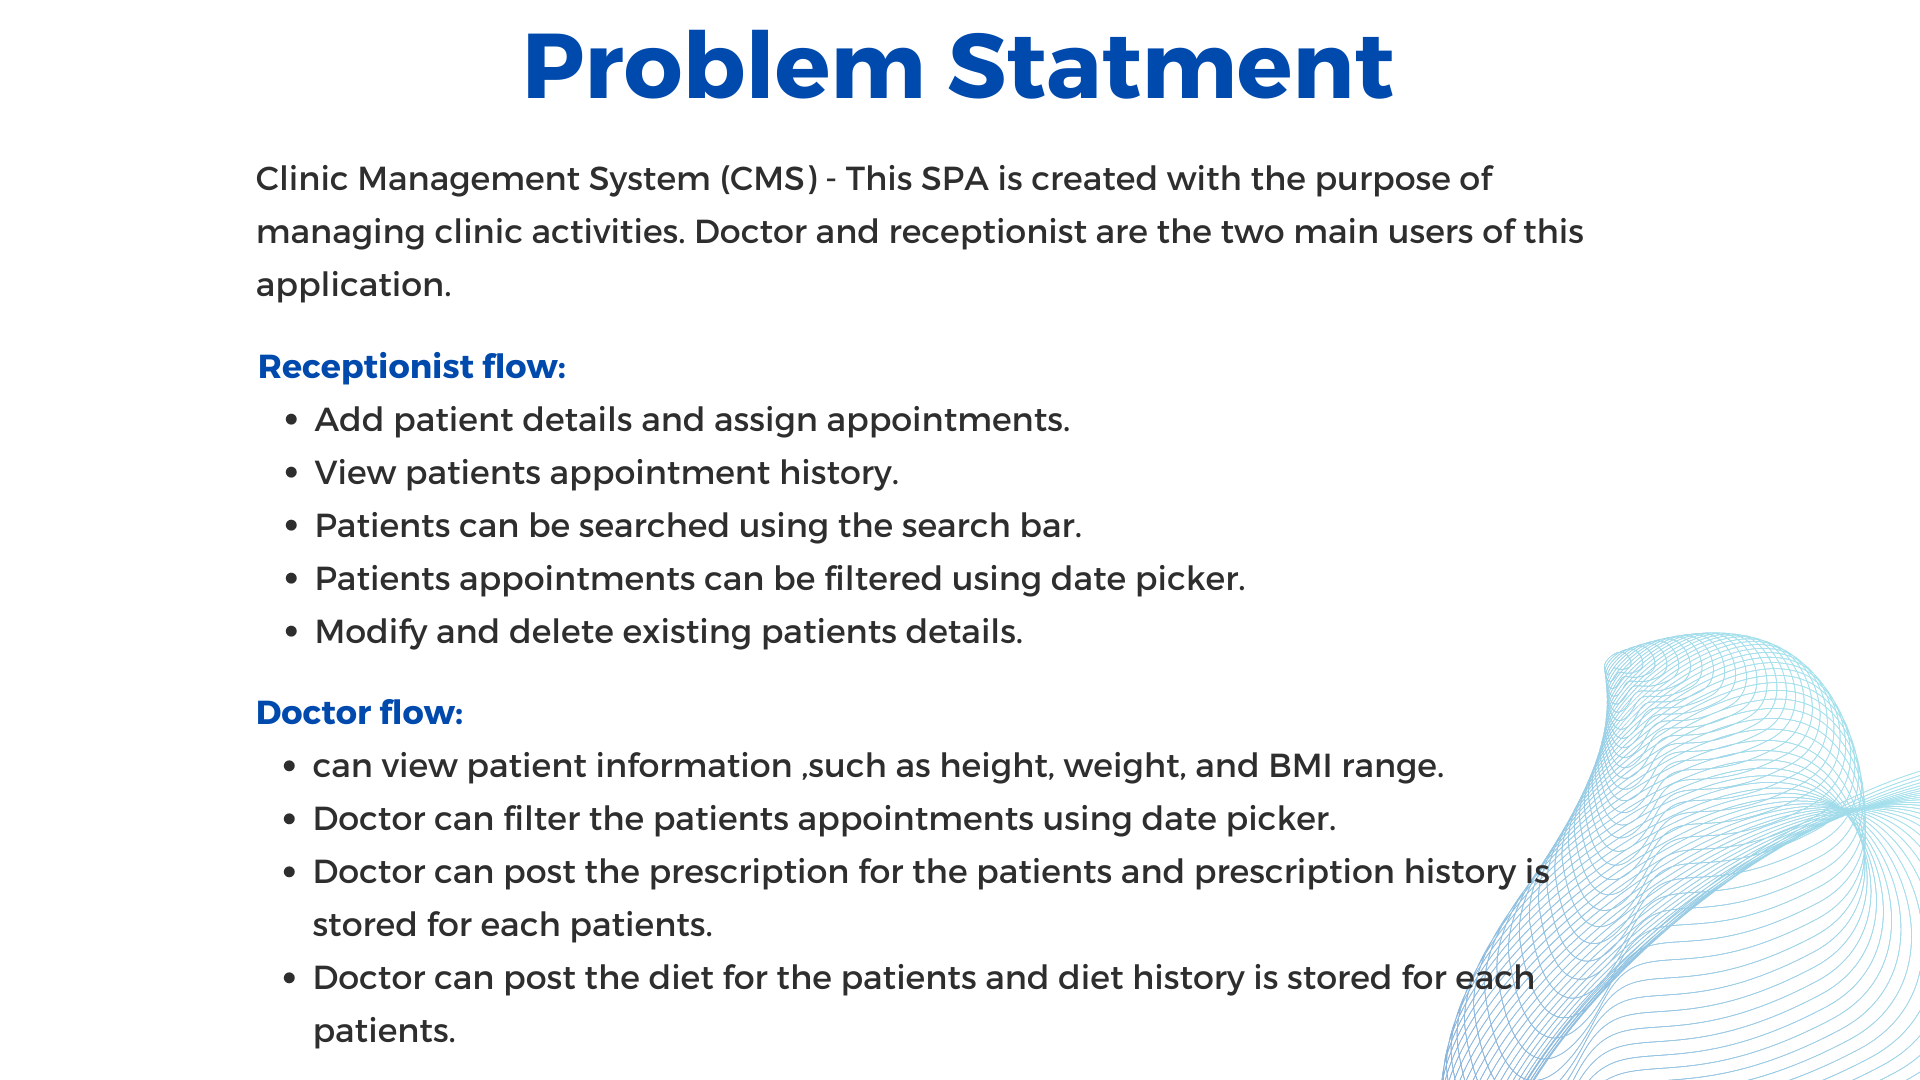 Problem Statment
Clinic Management System (CMS) - This SPA is created with the purpose of
managing clinic activities. Doctor and receptionist are the two main users of this
application.
Receptionist flow:
• Add patient details and assign appointments.
• View patients appointment history.
• Patients can be searched using the search bar.
• Patients appointments can be filtered using date picker.
• Modify and delete existing patients details.
Doctor flow:
• can view patient information ,such as height, weight, and BMI range.
• Doctor can filter the patients appointments using date picker.
• Doctor can post the prescription for the patients and prescription history is
stored for each patients.
• Doctor can post the diet for the patients and diet history is stored for each
patients.